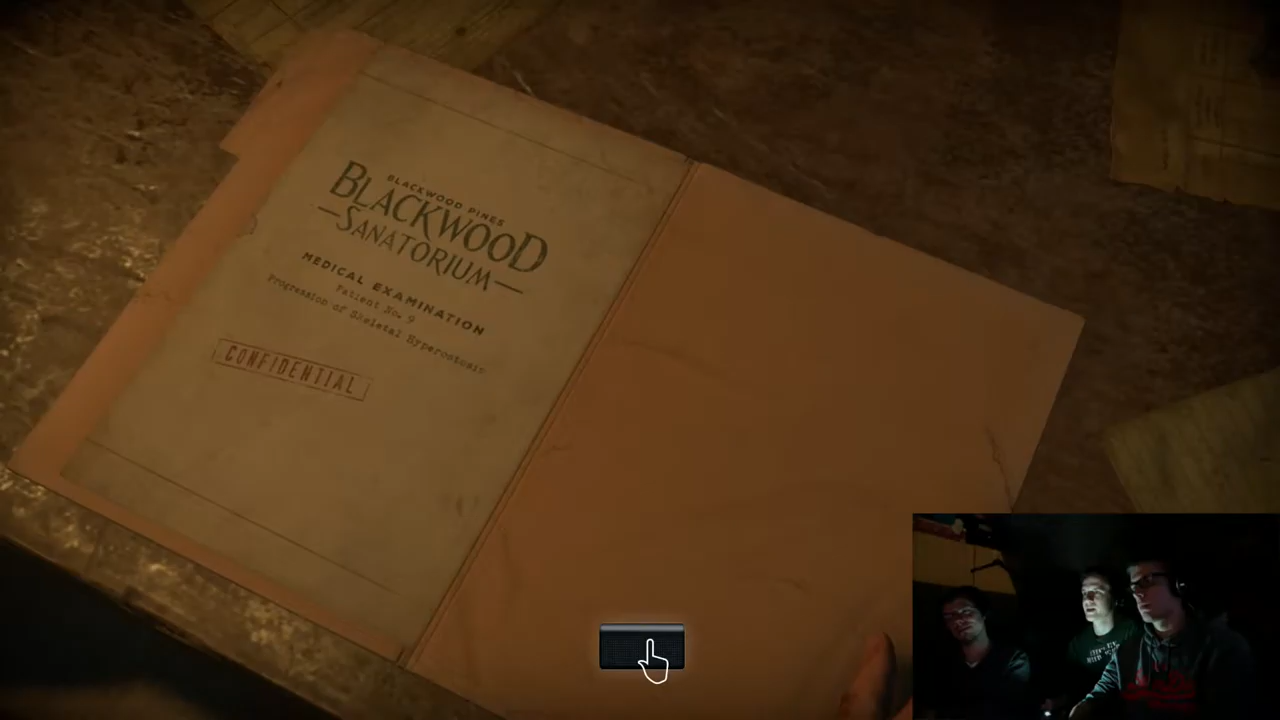 BLACKWOOD PINES
BLACKWOOD
SANATORIUM
MEDICAL EXAMINATION
Patient No. 9
Progression of Skeletal Hyperostosis
CONFIDENTIAL